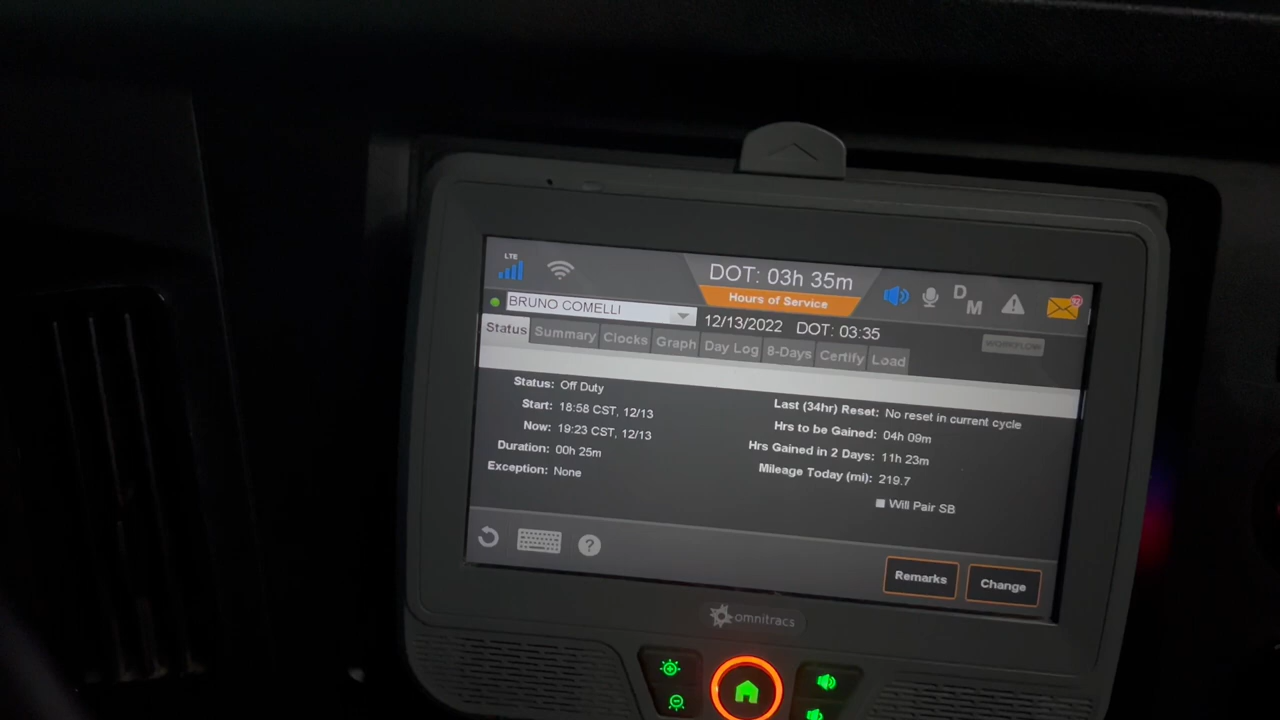 LTE
DOT: 03h 35m
Hours of Service
D
M
BRUNO COMELLI
12/13/2022 DOT: 03:35
WORKFLOW
Status Summary Clocks Graph Day Log 8-Days Certify Load
Status: Off Duty
Start: 18:58 CST, 12/13
Now: 19:23 CST, 12/13
Duration: 00h 25m
Exception: None
Last (34hr) Reset: No reset in current cycle
Hrs to be Gained: 04h 09m
Hrs Gained in 2 Days: 11h 23m
Mileage Today (mi): 219.7
Will Pair SB
?
Remarks Change
omnitracs